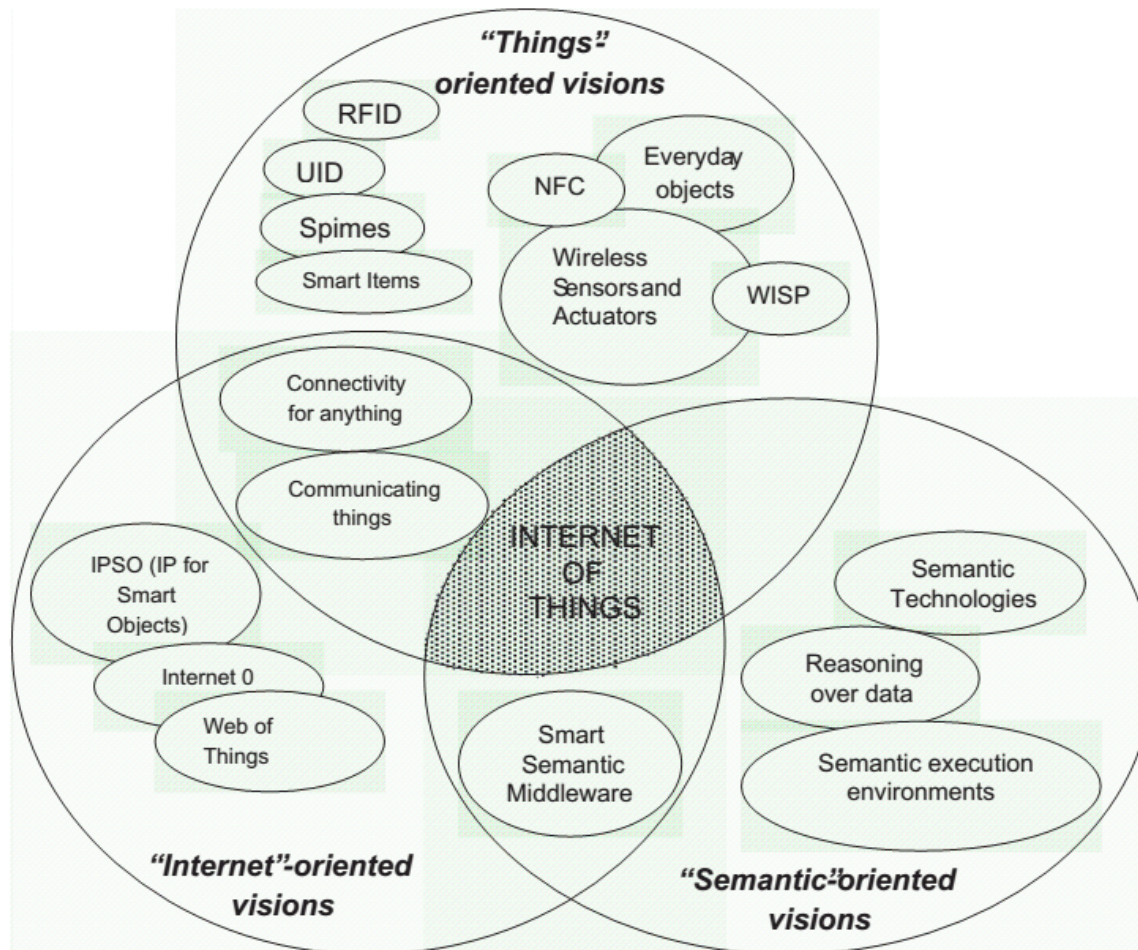 “Things”-
oriented visions
RFID
UID
Spimes
Smart Items
NFC
Everyday
objects
Wireless
Sensors and
Actuators
WISP
Connectivity
for anything
Communicating
things
INTERNET
OF
THINGS
IPSO (IP for
Smart
Objects)
Internet 0
Web of
Things
Semantic
Technologies
Reasoning
over data
Semantic execution
environments
Smart
Semantic
Middleware
“Internet”-oriented
visions
“Semantic”-oriented
visions